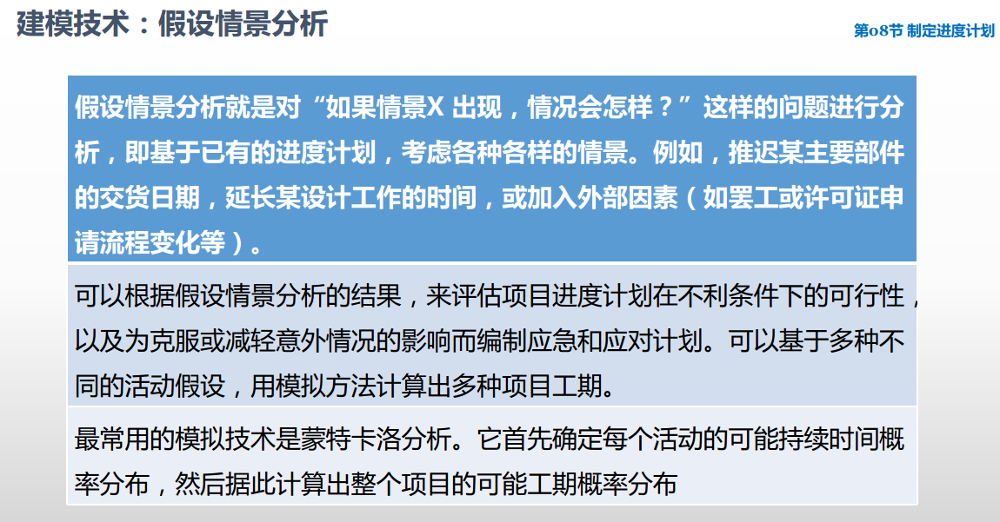 建模技术：假设情景分析
第08节 制定进度计划
假设情景分析就是对“如果情景X 出现，情况会怎样？”这样的问题进行分
析，即基于已有的进度计划，考虑各种各样的情景。例如，推迟某主要部件
的交货日期，延长某设计工作的时间，或加入外部因素（如罢工或许可证申
请流程变化等）。
可以根据假设情景分析的结果，来评估项目进度计划在不利条件下的可行性，
以及为克服或减轻意外情况的影响而编制应急和应对计划。可以基于多种不
同的活动假设，用模拟方法计算出多种项目工期。
最常用的模拟技术是蒙特卡洛分析。它首先确定每个活动的可能持续时间概
率分布，然后据此计算出整个项目的可能工期概率分布